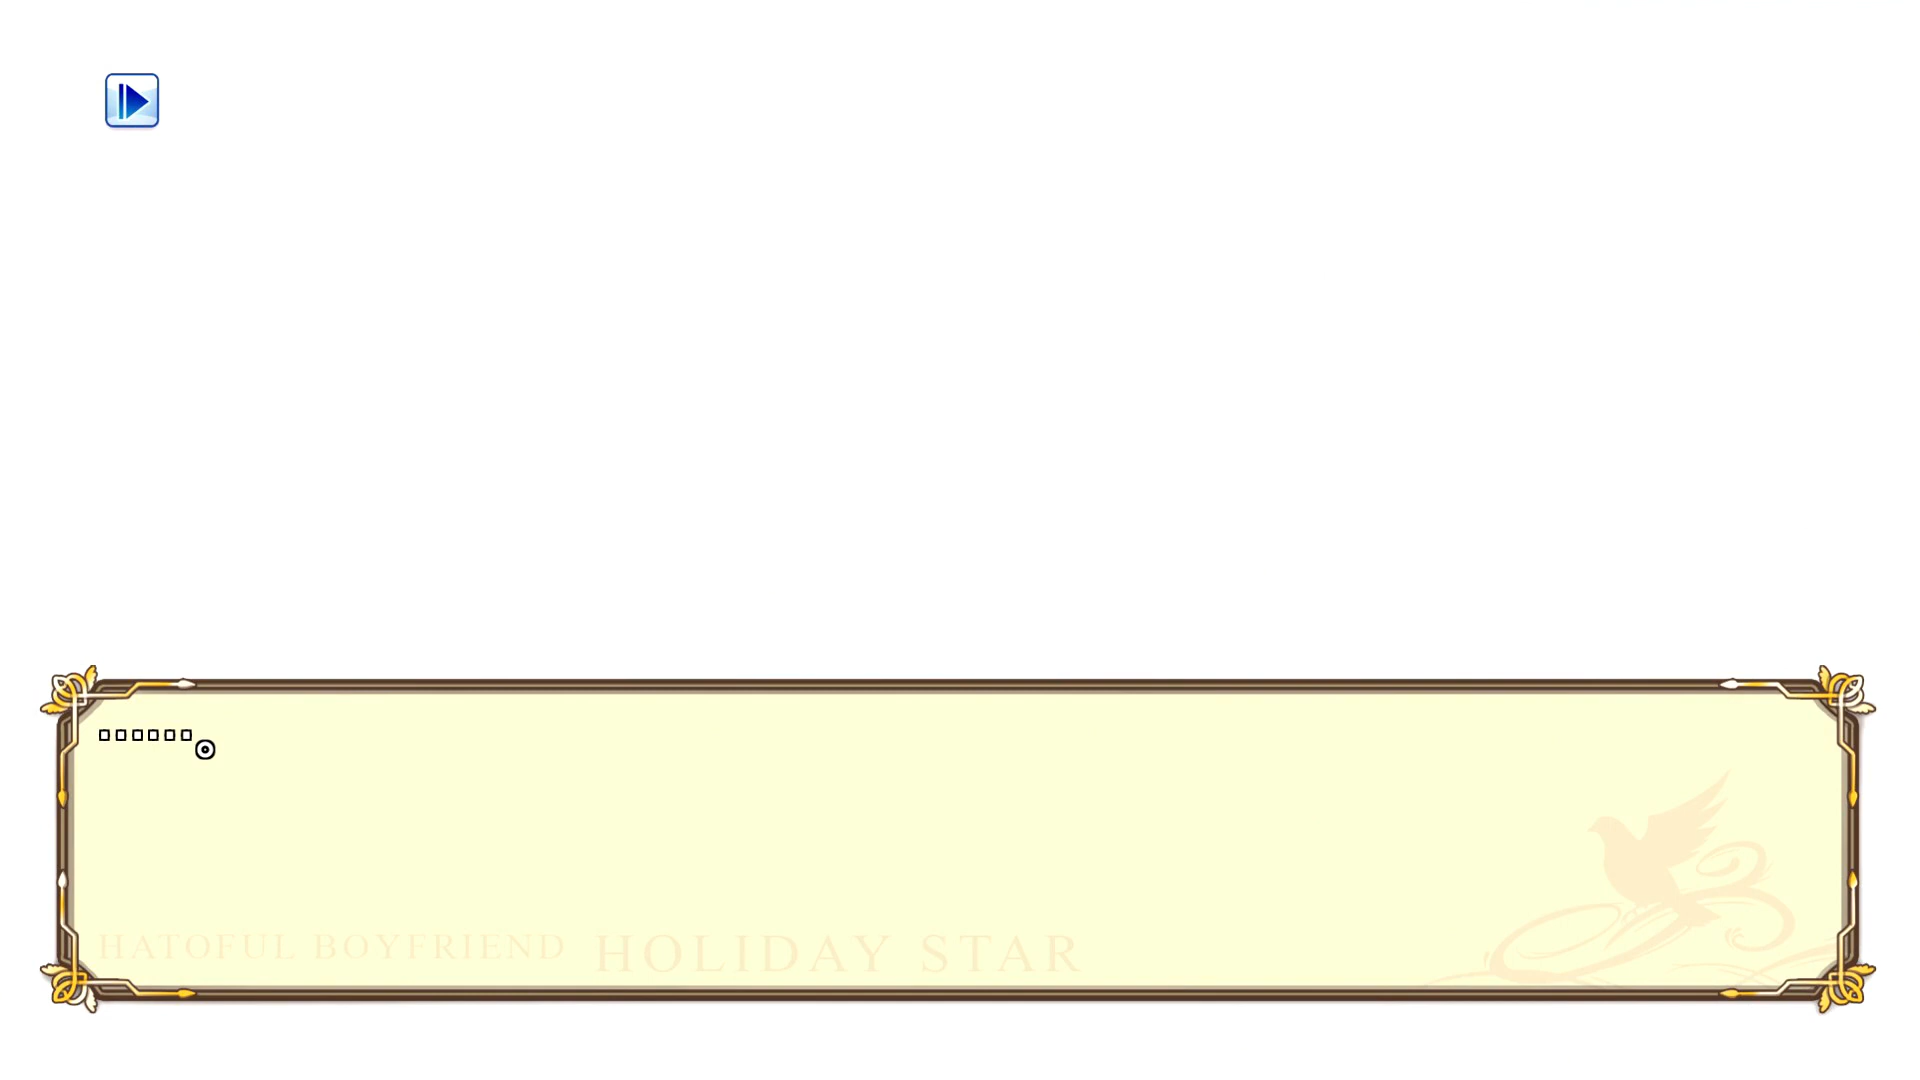 ▫▫▫▫▫▫
HATOFUL BOYFRIEND HOLIDAY STAR